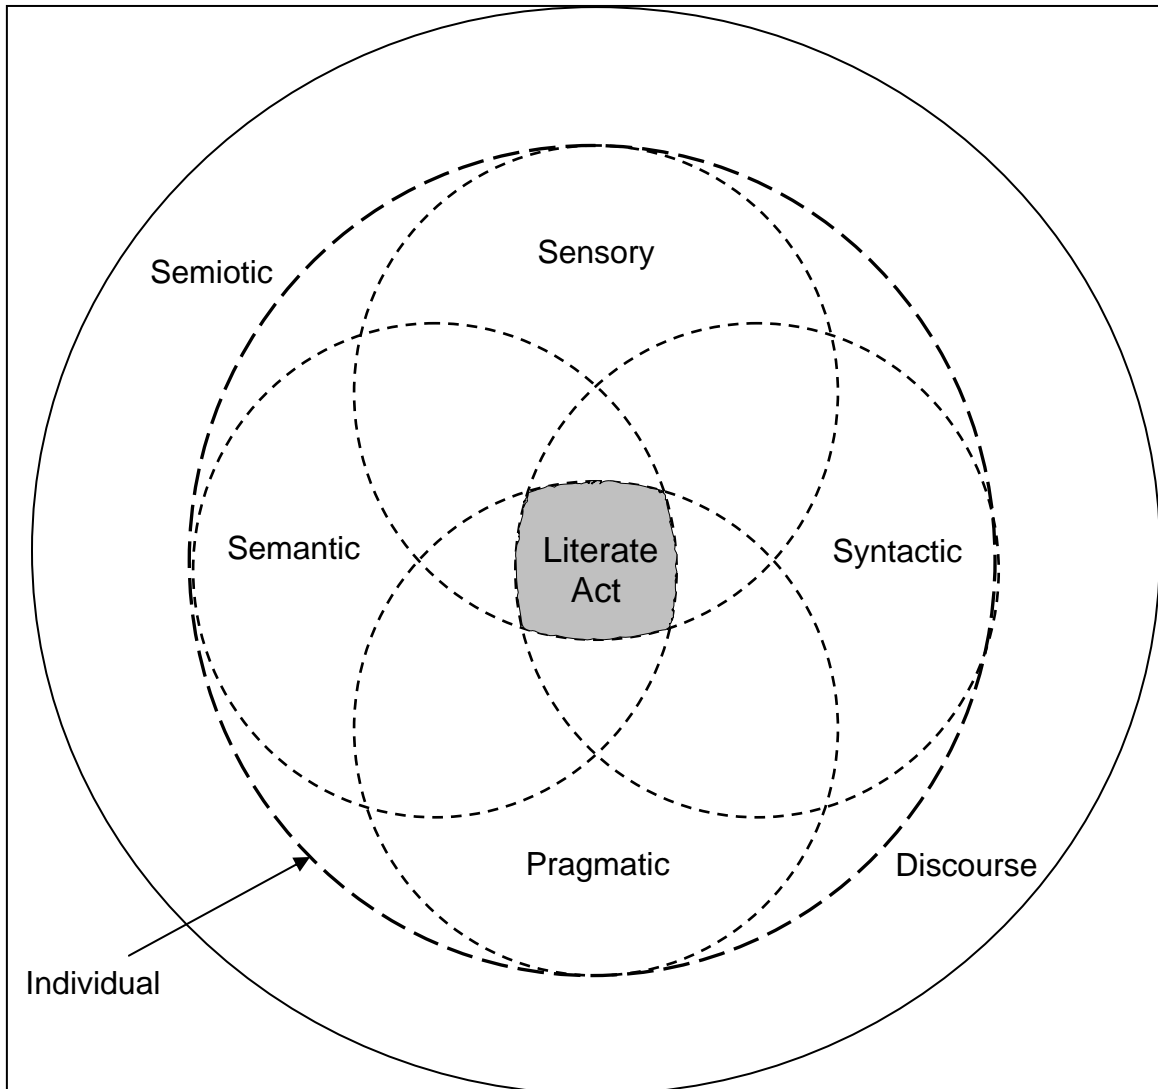 Sensory
Semiotic
Semantic
Literate
Act
Syntactic
Pragmatic
Discourse
Individual